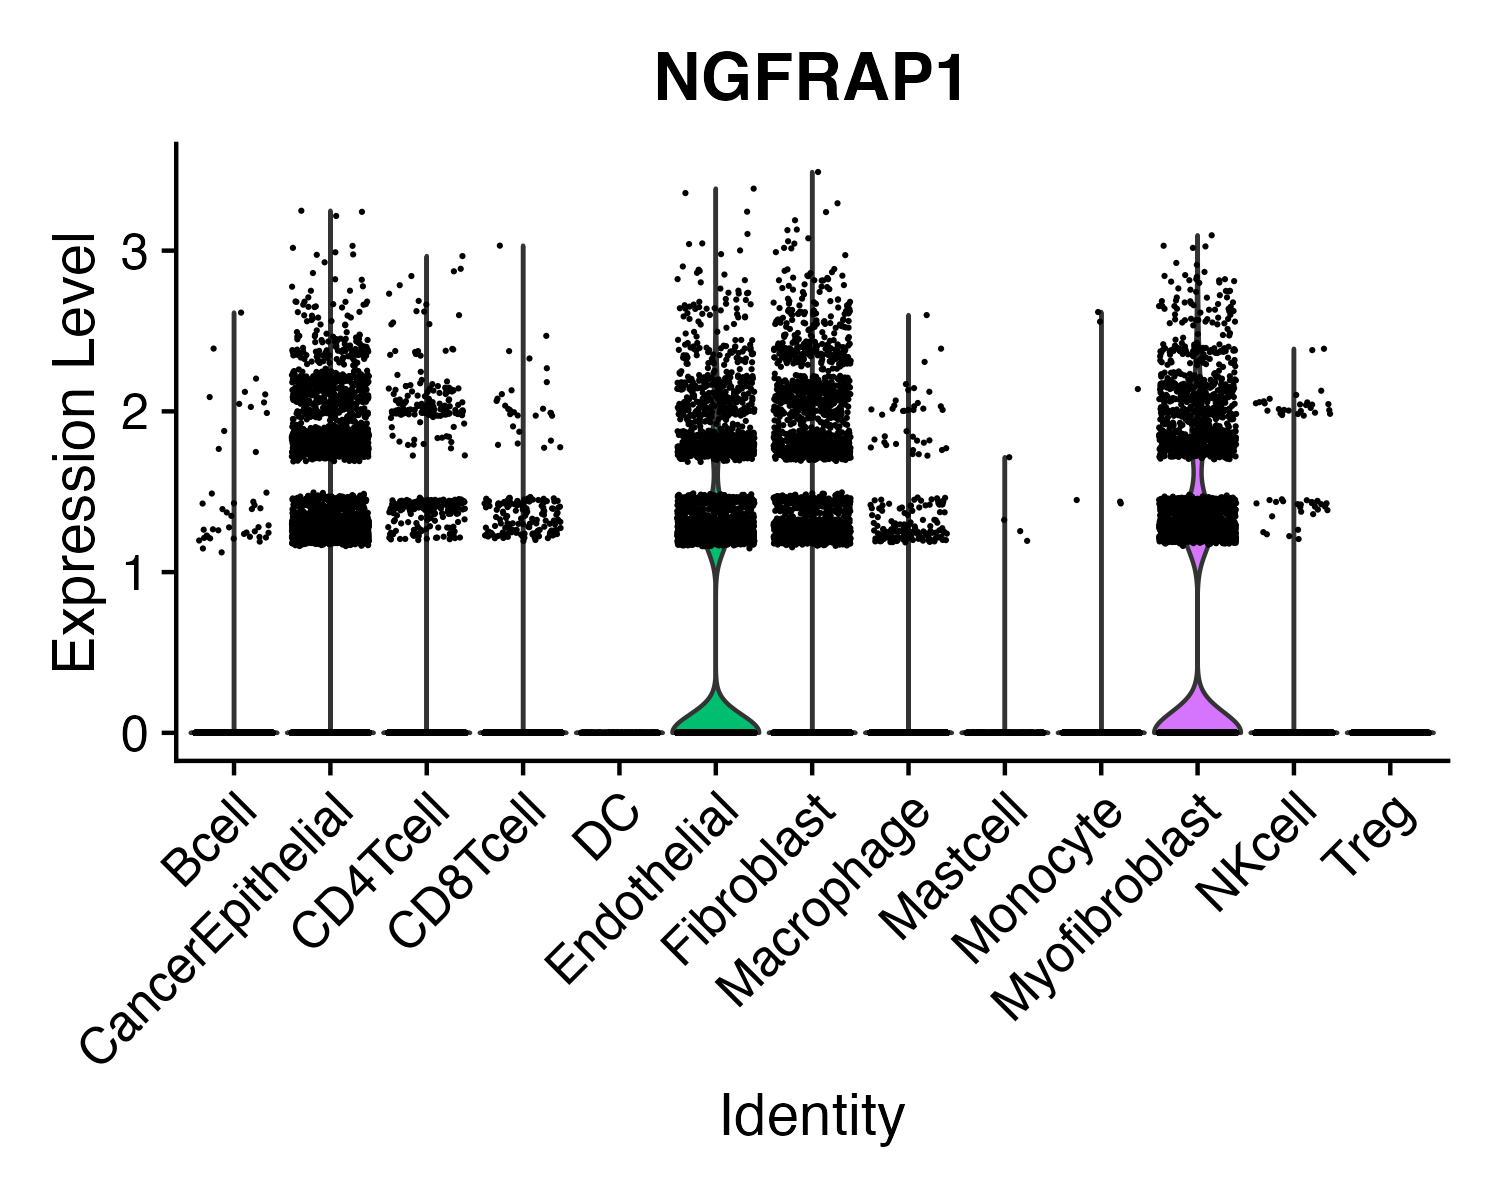 NGFRAP1
Expression Level
3
2
1
0
Bcell
CancerEpithelial
CD4Tcell
CD8Tcell
DC
Endothelial
Fibroblast
Macrophage
Mastcell
Monocyte
Myofibroblast
NKcell
Treg
Identity